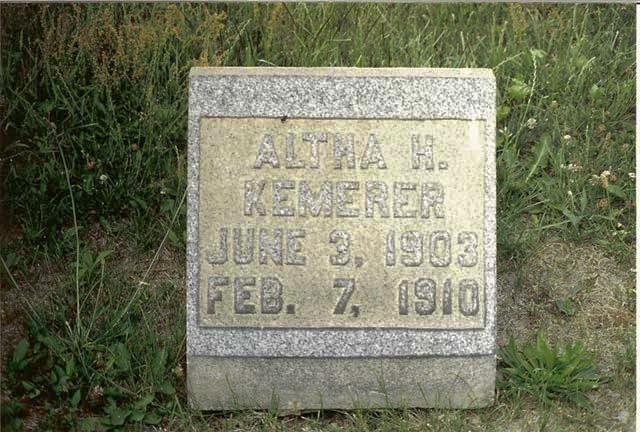 ALTHA H.
KEMERER
JUNE 3, 1903
FEB. 7, 1910